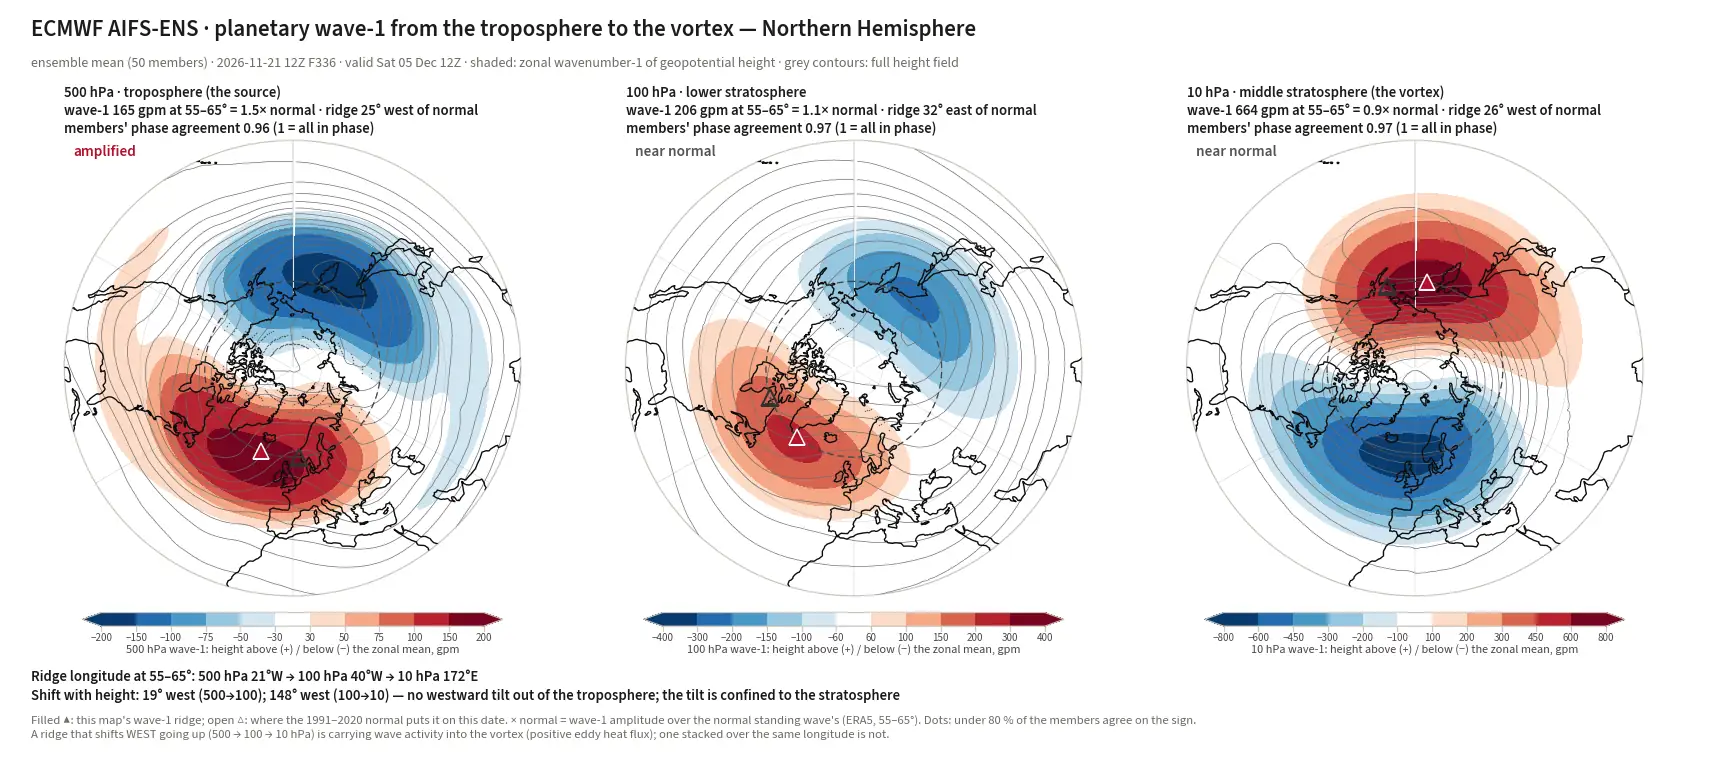 ECMWF AIFS-ENS · planetary wave-1 from the troposphere to the vortex — Northern Hemisphere
ensemble mean (50 members) · 2026-11-21 12Z F336 · valid Sat 05 Dec 12Z · shaded: zonal wavenumber-1 of geopotential height · grey contours: full height field
500 hPa · troposphere (the source)
wave-1 165 gpm at 55–65° = 1.5× normal · ridge 25° west of normal
members' phase agreement 0.96 (1 = all in phase)
amplified
100 hPa · lower stratosphere
wave-1 206 gpm at 55–65° = 1.1× normal · ridge 32° east of normal
members' phase agreement 0.97 (1 = all in phase)
near normal
10 hPa · middle stratosphere (the vortex)
wave-1 664 gpm at 55–65° = 0.9× normal · ridge 26° west of normal
members' phase agreement 0.97 (1 = all in phase)
near normal
−200 −150 −100 −75 −50 −30 30 50 75 100 150 200
500 hPa wave-1: height above (+) / below (−) the zonal mean, gpm
−400 −300 −200 −150 −100 −60 60 100 150 200 300 400
100 hPa wave-1: height above (+) / below (−) the zonal mean, gpm
−800 −600 −450 −300 −200 −100 100 200 300 450 600 800
10 hPa wave-1: height above (+) / below (−) the zonal mean, gpm
Ridge longitude at 55–65°: 500 hPa 21°W → 100 hPa 40°W → 10 hPa 172°E
Shift with height: 19° west (500→100); 148° west (100→10) — no westward tilt out of the troposphere; the tilt is confined to the stratosphere
Filled ▲: this map's wave-1 ridge; open △: where the 1991–2020 normal puts it on this date. × normal = wave-1 amplitude over the normal standing wave's (ERA5, 55–65°). Dots: under 80 % of the members agree on the sign.
A ridge that shifts WEST going up (500 → 100 → 10 hPa) is carrying wave activity into the vortex (positive eddy heat flux); one stacked over the same longitude is not.